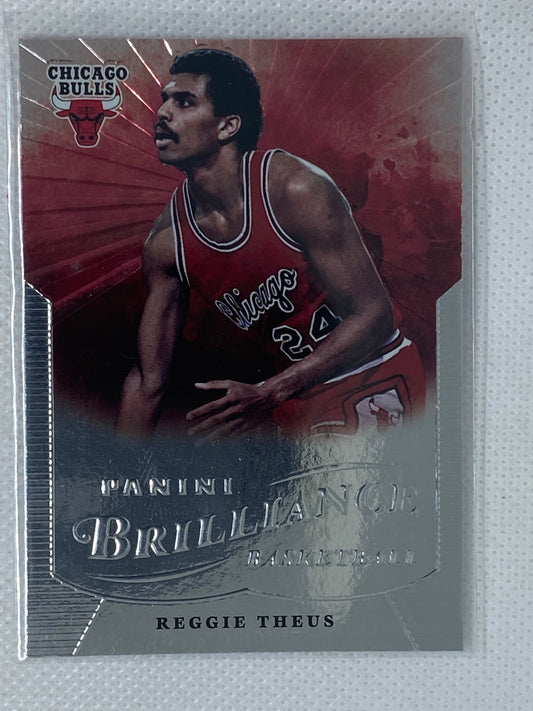 CHICAGO
BULLS
Chicago
24
PANINI
BRILLIANCE
BASKETBALL
REGGIE THEUS